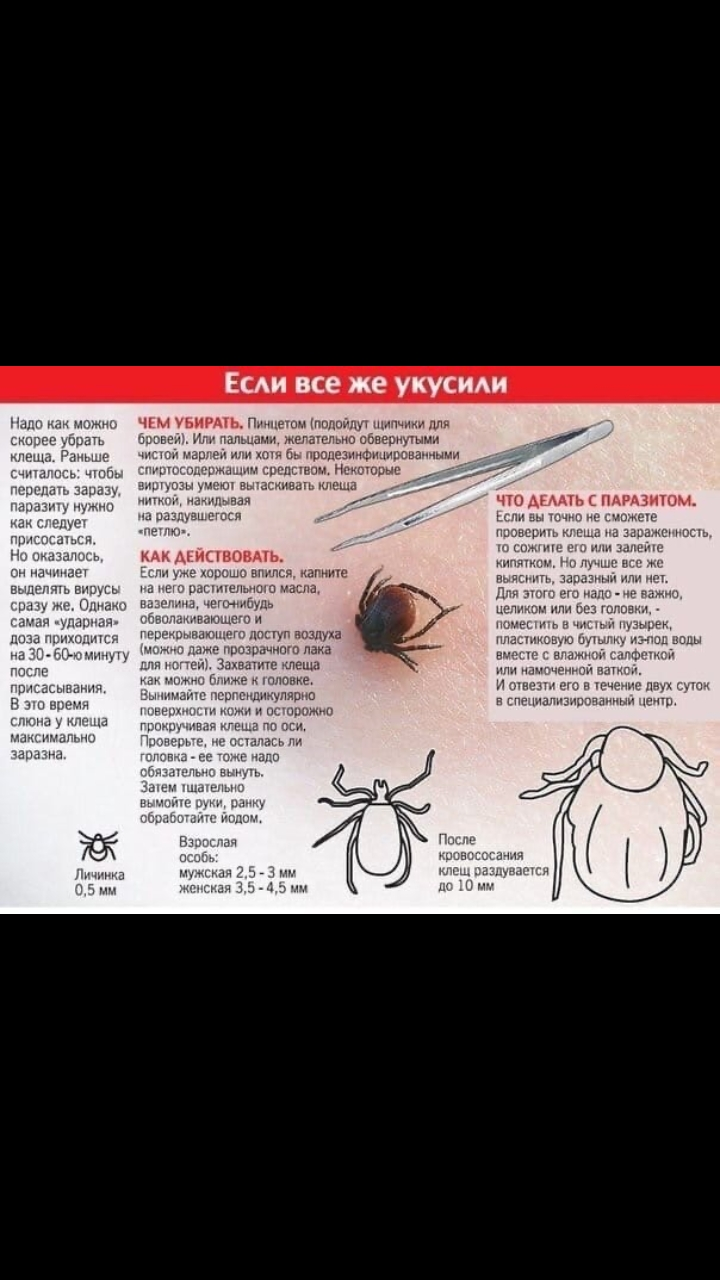 Если все же укусили
Надо как можно
скорее убрать
клеща. Раньше
считалось: чтобы
передать заразу,
паразиту нужно
как следует
присосаться.
Но оказалось,
он начинает
выделять вирусы
сразу же. Однако
самая «ударная»
доза приходится
на 30 - 60-ю минуту
после
присасывания.
В это время
слюна у клеща
максимально
заразна.
ЧЕМ УБИРАТЬ. Пинцетом (подойдут щипчики для
бровей). Или пальцами, желательно обвернутыми
чистой марлей или хотя бы продезинфицированными
спиртосодержащим средством. Некоторые
виртуозы умеют вытаскивать клеща
ниткой, накидывая
на раздувшегося
«петлю».
КАК ДЕЙСТВОВАТЬ.
Если уже хорошо впился, капните
на него растительного масла,
вазелина, чего-нибудь
обволакивающего и
перекрывающего доступ воздуха
(можно даже прозрачного лака
для ногтей). Захватите клеща
как можно ближе к головке.
Вынимайте перпендикулярно
поверхности кожи и осторожно
прокручивая клеща по оси.
Проверьте, не осталась ли
головка - ее тоже надо
обязательно вынуть.
Затем тщательно
вымойте руки, ранку
обработайте йодом.
ЧТО ДЕЛАТЬ С ПАРАЗИТОМ.
Если вы точно не сможете
проверить клеща на зараженность,
то сожгите его или залейте
кипятком. Но лучше все же
выяснить, заразный или нет.
Для этого его надо - не важно,
целиком или без головки, -
поместить в чистый пузырек,
пластиковую бутылку из-под воды
вместе с влажной салфеткой
или намоченной ваткой.
И отвезти его в течение двух суток
в специализированный центр.
Личинка
0,5 мм
Взрослая
особь:
мужская 2,5 - 3 мм
женская 3,5 - 4,5 мм
После
кровососания
клещ раздувается
до 10 мм